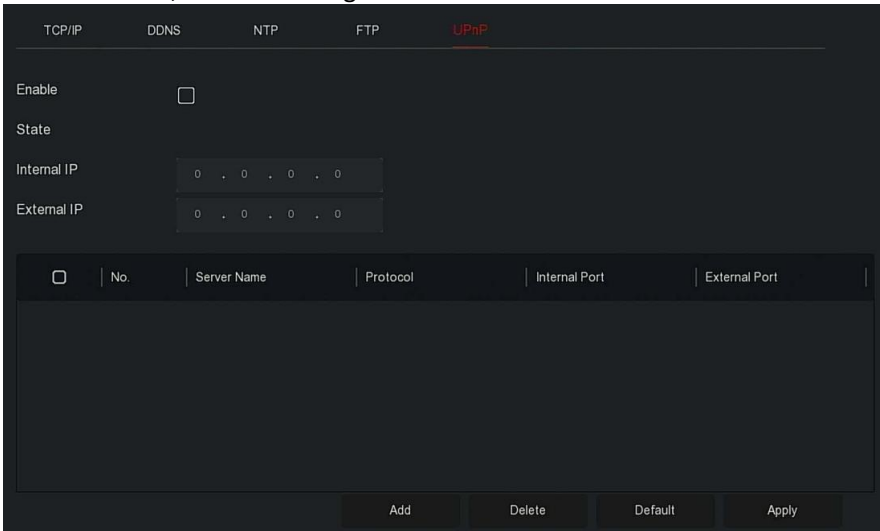 TCP/IP DDNS NTP FTP UPnP
Enable
State
Internal IP 0 . 0 . 0 . 0
External IP 0 . 0 . 0 . 0
No. Server Name Protocol Internal Port External Port
Add Delete Default Apply